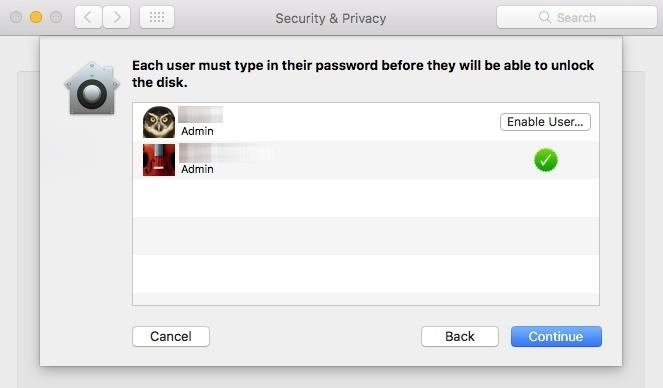 Security & Privacy
Search
Each user must type in their password before they will be able to unlock
the disk.
Admin
Enable User...
Admin
Cancel
Back
Continue